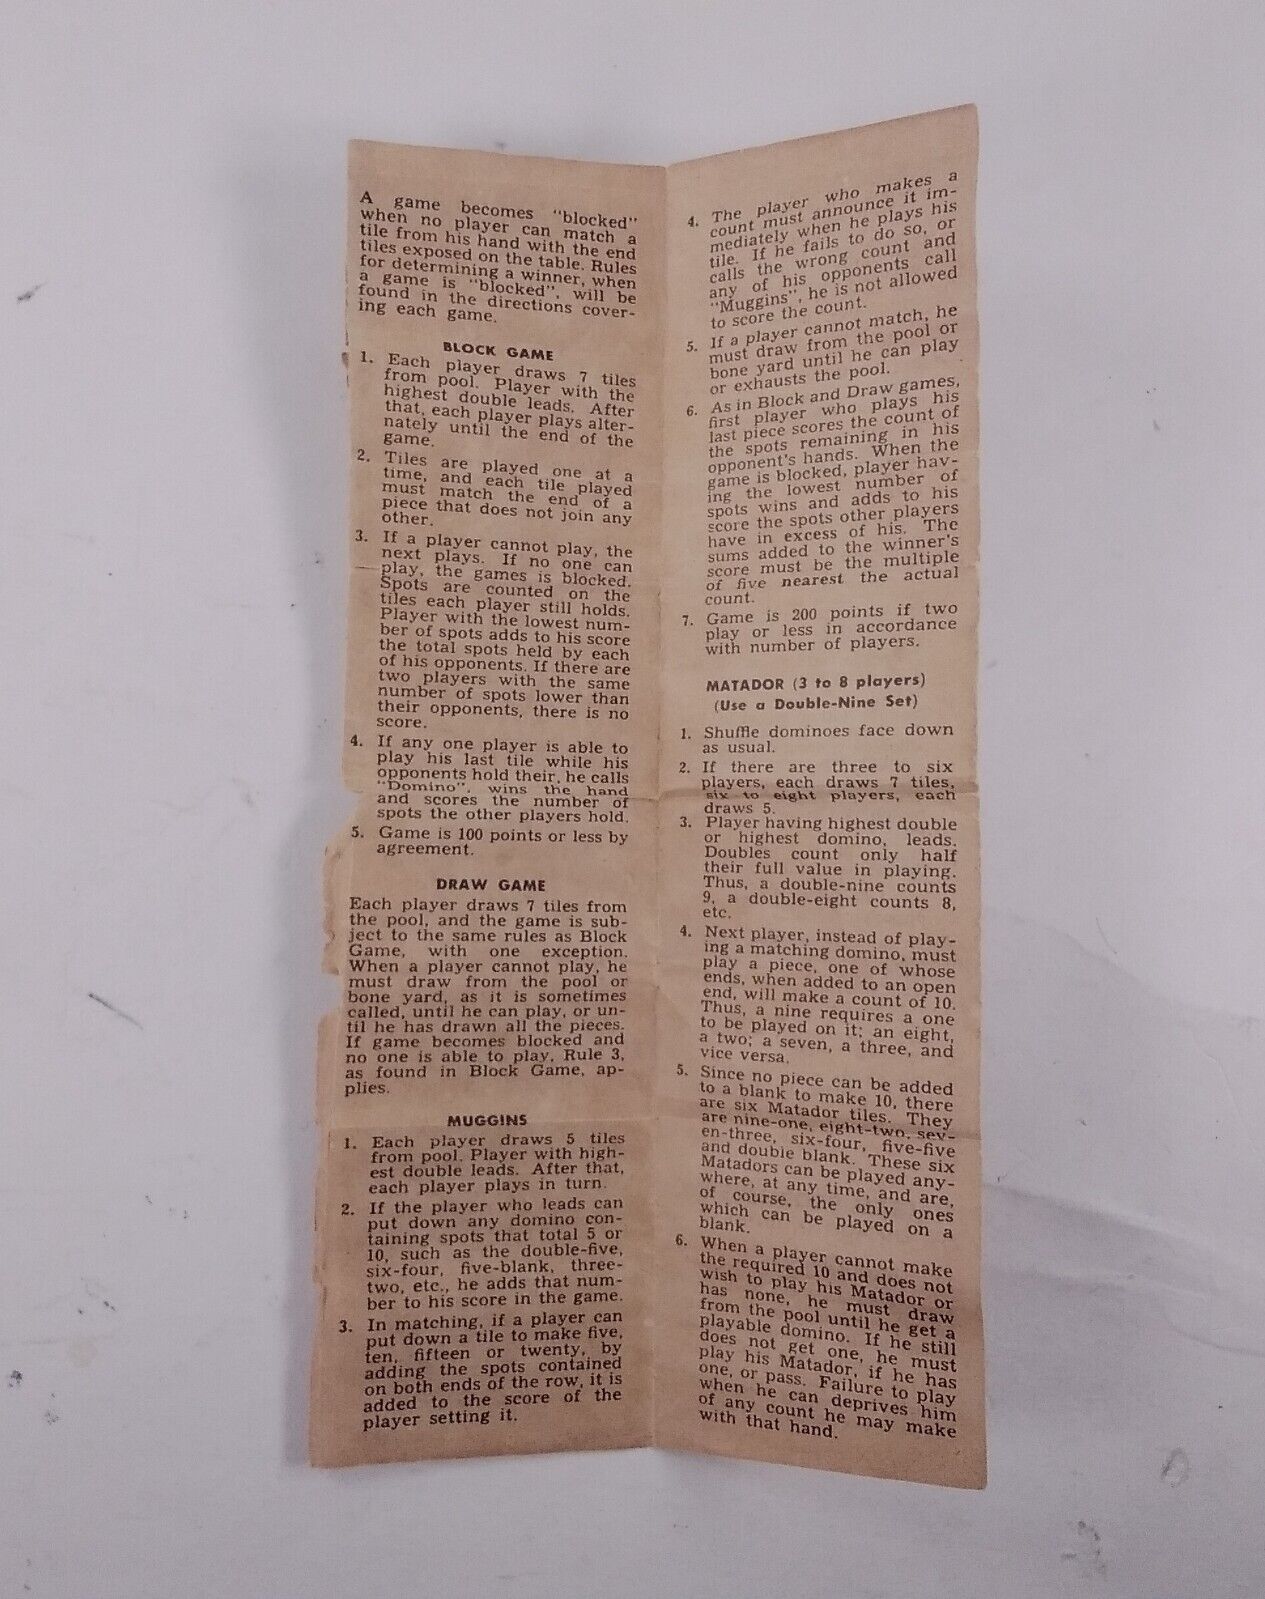 A game becomes "blocked"
when no player can match a
tile from his hand with the end
tiles exposed on the table. Rules
for determining a winner, when
a game is "blocked", will be
found in the directions cover-
ing each game.
BLOCK GAME
1. Each player draws 7 tiles
from pool. Player with the
highest double leads. After
that, each player plays alter-
nately until the end of the
game.
2. Tiles are played one at a
time, and each tile played
must match the end of a
piece that does not join any
other.
3. If a player cannot play, the
next plays. If no one can
play, the games is blocked.
Spots are counted on the
tiles each player still holds.
Player with the lowest num-
ber of spots adds to his score
the total spots held by each
of his opponents. If there are
two players with the same
number of spots lower than
their opponents, there is no
score.
4. If any one player is able to
play his last tile while his
opponents hold their, he calls
"Domino", wins the hand
and scores the number of
spots the other players hold.
5. Game is 100 points or less by
agreement.
DRAW GAME
Each player draws 7 tiles from
the pool, and the game is sub-
ject to the same rules as Block
Game, with one exception.
When a player cannot play, he
must draw from the pool or
bone yard, as it is sometimes
called, until he can play, or un-
til he has drawn all the pieces.
If game becomes blocked and
no one is able to play, Rule 3,
as found in Block Game, ap-
plies.
MUGGINS
1. Each player draws 5 tiles
from pool. Player with high-
est double leads. After that,
each player plays in turn.
2. If the player who leads can
put down any domino con-
taining spots that total 5 or
10, such as the double-five,
six-four, five-blank, three-
two, etc., he adds that num-
ber to his score in the game.
3. In matching, if a player can
put down a tile to make five,
ten, fifteen or twenty, by
adding the spots contained
on both ends of the row, it is
added to the score of the
player setting it.
4. The player who makes a
count must announce it im-
mediately when he plays his
tile. If he fails to do so, or
calls the wrong count and
any of his opponents call
"Muggins", he is not allowed
to score the count.
5. If a player cannot match, he
must draw from the pool or
bone yard until he can play
or exhausts the pool.
6. As in Block and Draw games,
first player who plays his
last piece scores the count of
the spots remaining in his
opponent's hands. When the
game is blocked, player hav-
ing the lowest number of
spots wins and adds to his
score the spots other players
have in excess of his. The
sums added to the winner's
score must be the multiple
of five nearest the actual
count.
7. Game is 200 points if two
play or less in accordance
with number of players.
MATADOR (3 to 8 players)
(Use a Double-Nine Set)
1. Shuffle dominoes face down
as usual.
2. If there are three to six
players, each draws 7 tiles,
six to eight players, each
draws 5.
3. Player having highest double
or highest domino, leads.
Doubles count only half
their full value in playing.
Thus, a double-nine counts
9, a double-eight counts 8,
etc.
4. Next player, instead of play-
ing a matching domino, must
play a piece, one of whose
ends, when added to an open
end, will make a count of 10.
Thus, a nine requires a one
to be played on it; an eight,
a two; a seven, a three, and
vice versa.
5. Since no piece can be added
to a blank to make 10, there
are six Matador tiles. They
are nine-one, eight-two, sev-
en-three, six-four, five-five
and double blank. These six
Matadors can be played any-
where, at any time, and are,
of course, the only ones
which can be played on a
blank.
6. When a player cannot make
the required 10 and does not
wish to play his Matador or
has none, he must draw
from the pool until he get a
playable domino. If he still
does not get one, he must
play his Matador, if he has
one, or pass. Failure to play
when he can deprives him
of any count he may make
with that hand.